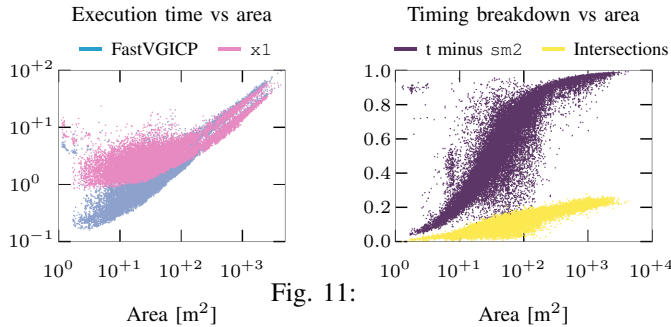 Execution time vs area
Timing breakdown vs area
FastVGICP x1
t minus sm2 Intersections
10^{+2}
10^{+1}
10^{0}
10^{−1}
1.0
0.8
0.6
0.4
0.2
0.0
10^{0} 10^{+1} 10^{+2} 10^{+3}
10^{0} 10^{+1} 10^{+2} 10^{+3} 10^{+4}
Fig. 11:
Area [m^{2}]
Area [m^{2}]